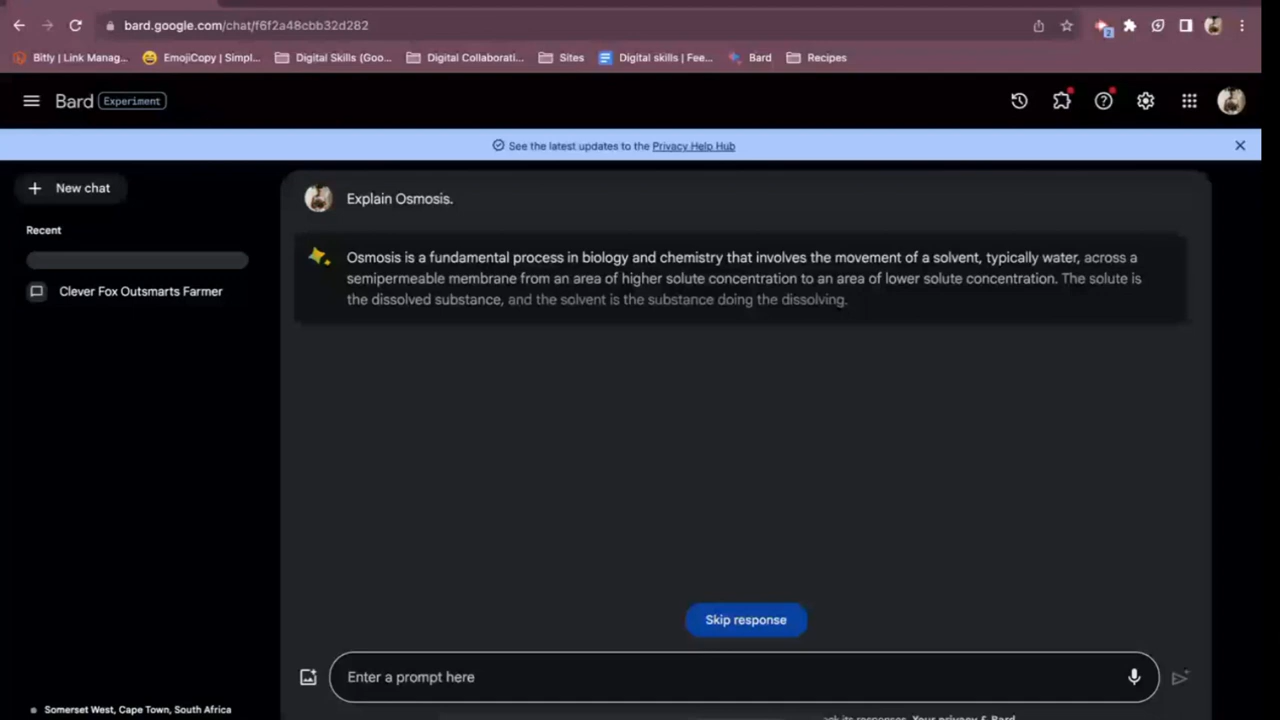 bard.google.com/chat/f6f2a48cbb32d282
Bitly | Link Manag... EmojiCopy | Simpl... Digital Skills (Goo... Digital Collaborati... Sites Digital skills | Fee... Bard Recipes
Bard Experiment
See the latest updates to the Privacy Help Hub
New chat
Recent
Clever Fox Outsmarts Farmer
Explain Osmosis.
Osmosis is a fundamental process in biology and chemistry that involves the movement of a solvent, typically water, across a
semipermeable membrane from an area of higher solute concentration to an area of lower solute concentration. The solute is
the dissolved substance, and the solvent is the substance doing the dissolving.
Skip response
Enter a prompt here
Somerset West, Cape Town, South Africa
its responses. Your privacy & Bard